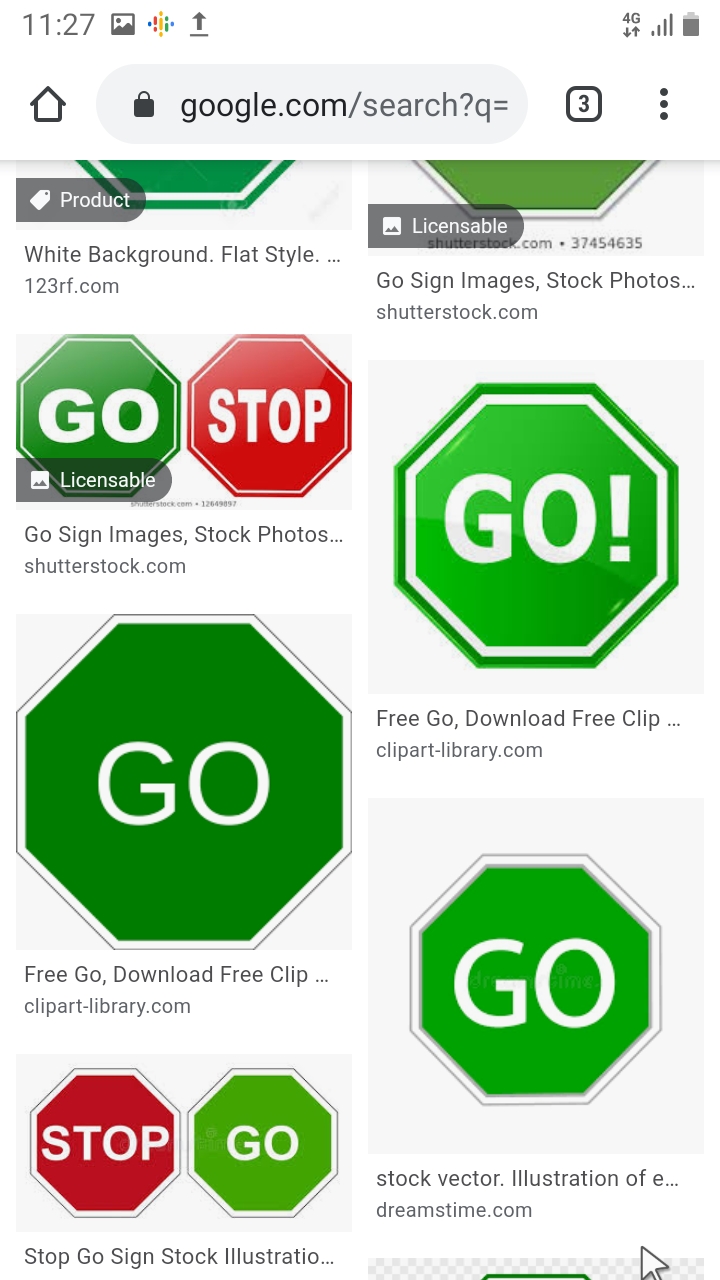 11:27
4G
google.com/search?q=
3
Product
White Background. Flat Style. ...
123rf.com
Licensable
shutterstock.com • 37454635
Go Sign Images, Stock Photos...
shutterstock.com
GO STOP
Licensable
shutterstock.com • 12649897
Go Sign Images, Stock Photos...
shutterstock.com
GO!
Free Go, Download Free Clip ...
clipart-library.com
GO
Free Go, Download Free Clip ...
clipart-library.com
GO
dreamstime
stock vector. Illustration of e...
dreamstime.com
STOP GO
Stop Go Sign Stock Illustratio...